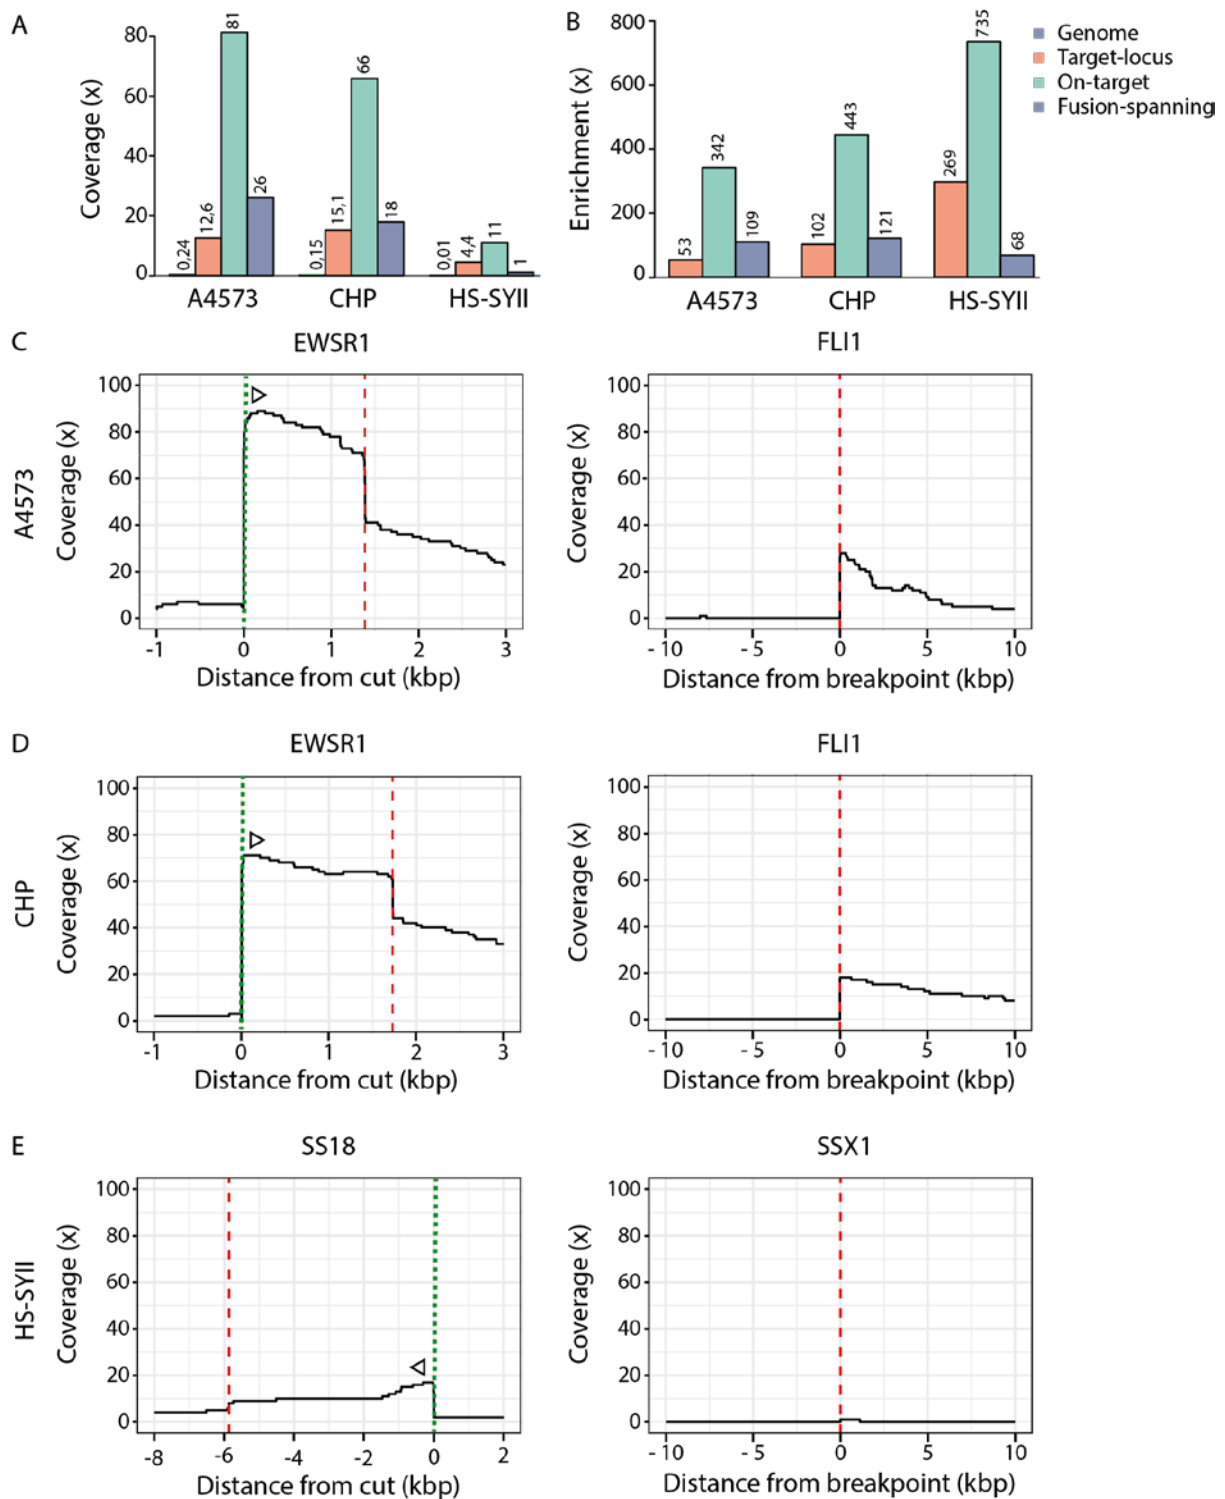 A
Coverage (x)
80
60
40
20
0
0,24
12,6
81
26
0,15
15,1
66
18
0,01
4,4
11
1
A4573 CHP HS-SYII
B
Enrichment (x)
800
600
400
200
0
53
342
109
102
443
121
269
735
68
A4573 CHP HS-SYII
Genome
Target-locus
On-target
Fusion-spanning
C
EWSR1
FLI1
A4573
Coverage (x)
100
80
60
40
20
0
-1 0 1 2 3
Distance from cut (kbp)
Coverage (x)
100
80
60
40
20
0
-10 -5 0 5 10
Distance from breakpoint (kbp)
D
EWSR1
FLI1
CHP
Coverage (x)
100
80
60
40
20
0
-1 0 1 2 3
Distance from cut (kbp)
Coverage (x)
100
80
60
40
20
0
-10 -5 0 5 10
Distance from breakpoint (kbp)
E
SS18
SSX1
HS-SYII
Coverage (x)
100
80
60
40
20
0
-8 -6 -4 -2 0 2
Distance from cut (kbp)
Coverage (x)
100
80
60
40
20
0
-10 -5 0 5 10
Distance from breakpoint (kbp)